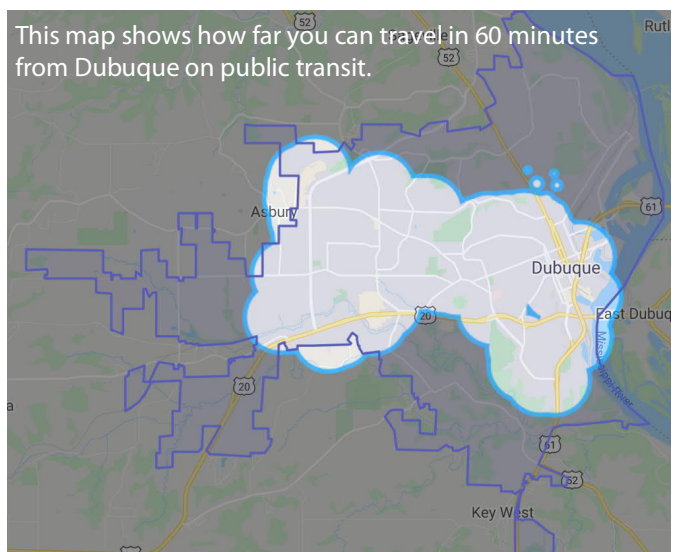 52
This map shows how far you can travel in 60 minutes
from Dubuque on public transit.
Rutl
52
Asbury
61
Dubuque
20
East Dubuq
Mississippi River
20
a
61
52
Key West